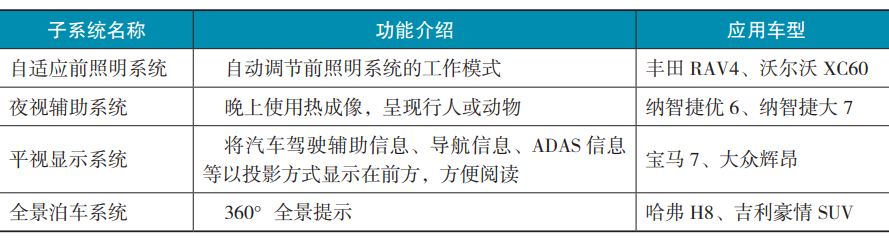 子系统名称 功能介绍 应用车型
自适应前照明系统 自动调节前照明系统的工作模式 丰田 RAV4、沃尔沃 XC60
夜视辅助系统 晚上使用热成像，呈现行人或动物 纳智捷优 6、纳智捷大 7
平视显示系统 将汽车驾驶辅助信息、导航信息、ADAS 信息
等以投影方式显示在前方，方便阅读 宝马 7、大众辉昂
全景泊车系统 360° 全景提示 哈弗 H8、吉利豪情 SUV